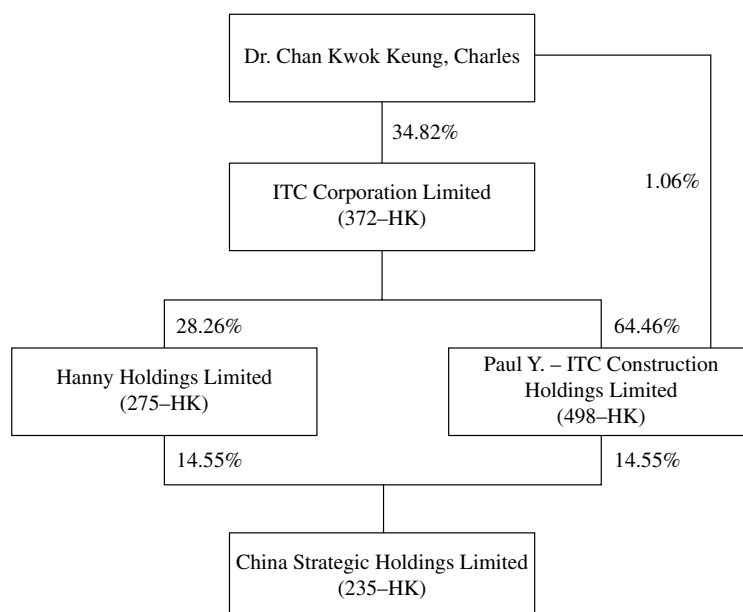 Dr. Chan Kwok Keung, Charles
34.82%
1.06%
ITC Corporation Limited
(372–HK)
28.26%
64.46%
Hanny Holdings Limited
(275–HK)
Paul Y. – ITC Construction
Holdings Limited
(498–HK)
14.55%
14.55%
China Strategic Holdings Limited
(235–HK)